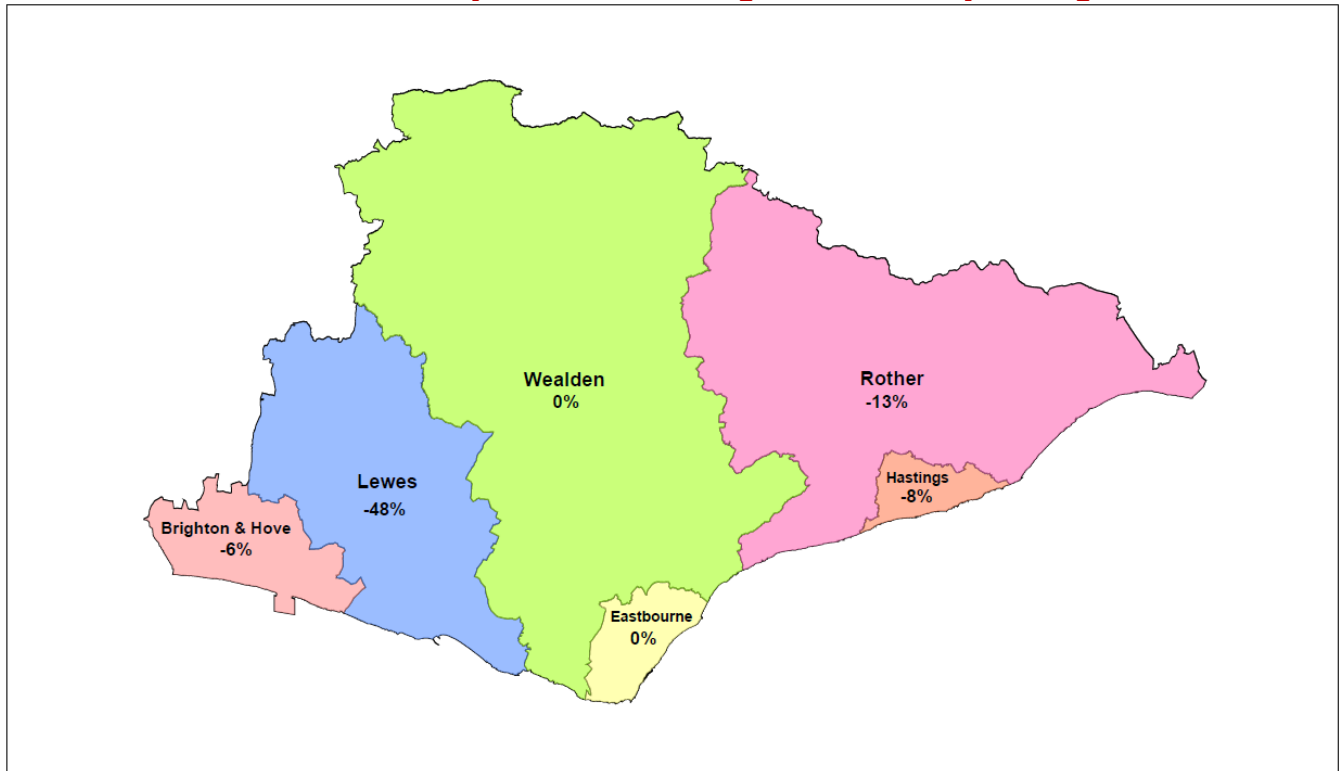 Wealden
0%
Rother
-13%
Lewes
-48%
Hastings
-8%
Brighton & Hove
-6%
Eastbourne
0%